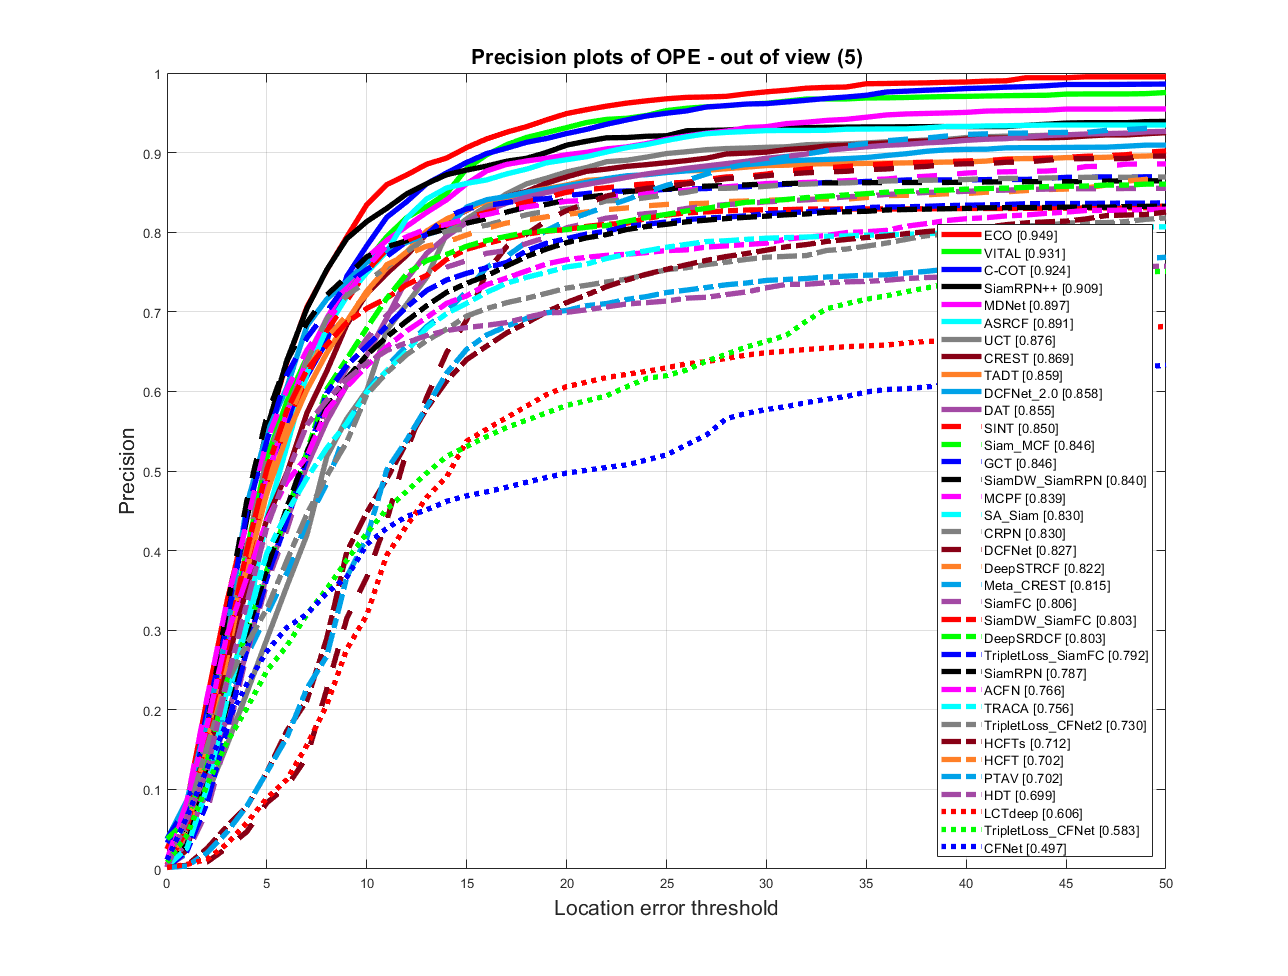 Precision plots of OPE - out of view (5)
1
0.9
0.8
0.7
0.6
0.5
0.4
0.3
0.2
0.1
0
Precision
0 5 10 15 20 25 30 35 40 45 50
Location error threshold
ECO [0.949]
VITAL [0.931]
C-COT [0.924]
SiamRPN++ [0.909]
MDNet [0.897]
ASRCF [0.891]
UCT [0.876]
CREST [0.869]
TADT [0.859]
DCFNet_2.0 [0.858]
DAT [0.855]
SINT [0.850]
Siam_MCF [0.846]
GCT [0.846]
SiamDW_SiamRPN [0.840]
MCPF [0.839]
SA_Siam [0.830]
CRPN [0.830]
DCFNet [0.827]
DeepSTRCF [0.822]
Meta_CREST [0.815]
SiamFC [0.806]
SiamDW_SiamFC [0.803]
DeepSRDCF [0.803]
TripletLoss_SiamFC [0.792]
SiamRPN [0.787]
ACFN [0.766]
TRACA [0.756]
TripletLoss_CFNet2 [0.730]
HCFTs [0.712]
HCFT [0.702]
PTAV [0.702]
HDT [0.699]
LCTdeep [0.606]
TripletLoss_CFNet [0.583]
CFNet [0.497]